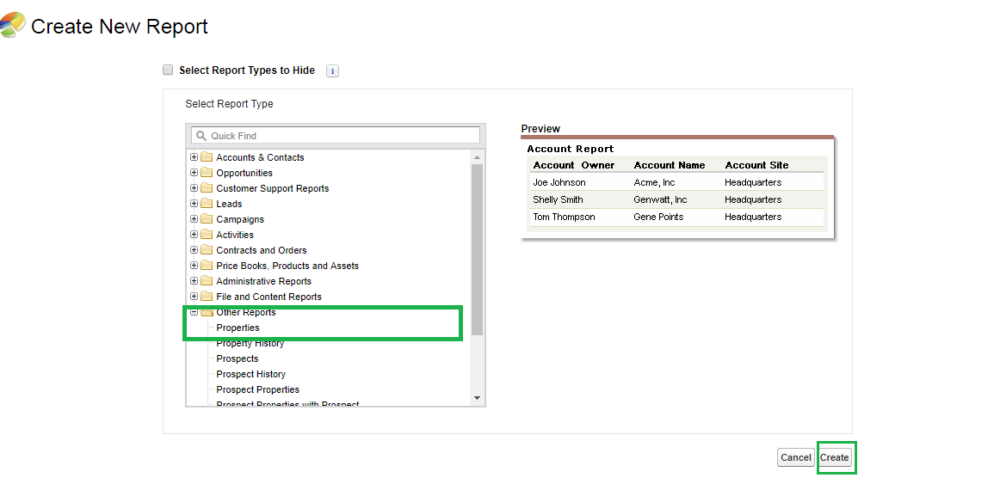 Create New Report
Select Report Types to Hide
i
Select Report Type
Quick Find
Accounts & Contacts
Opportunities
Customer Support Reports
Leads
Campaigns
Activities
Contracts and Orders
Price Books, Products and Assets
Administrative Reports
File and Content Reports
Other Reports
Properties
Property History
Prospects
Prospect History
Prospect Properties
Prospect Properties with Prospect
Preview
Account Report
Account Owner Account Name Account Site
Joe Johnson Acme, Inc Headquarters
Shelly Smith Genwatt, Inc Headquarters
Tom Thompson Gene Points Headquarters
Cancel Create